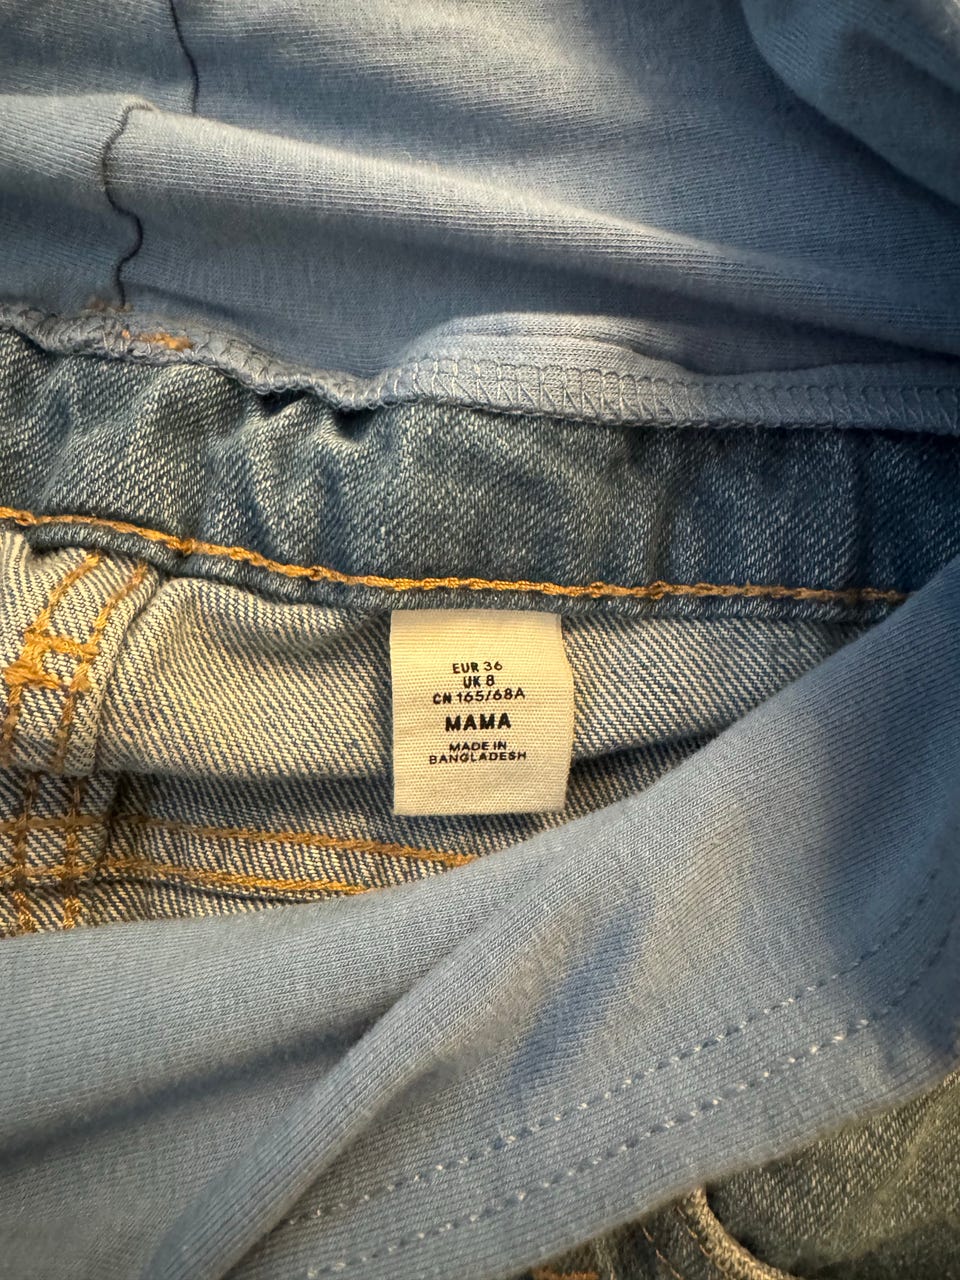 EUR 36
UK 8
CN 165/68A
MAMA
MADE IN
BANGLADESH